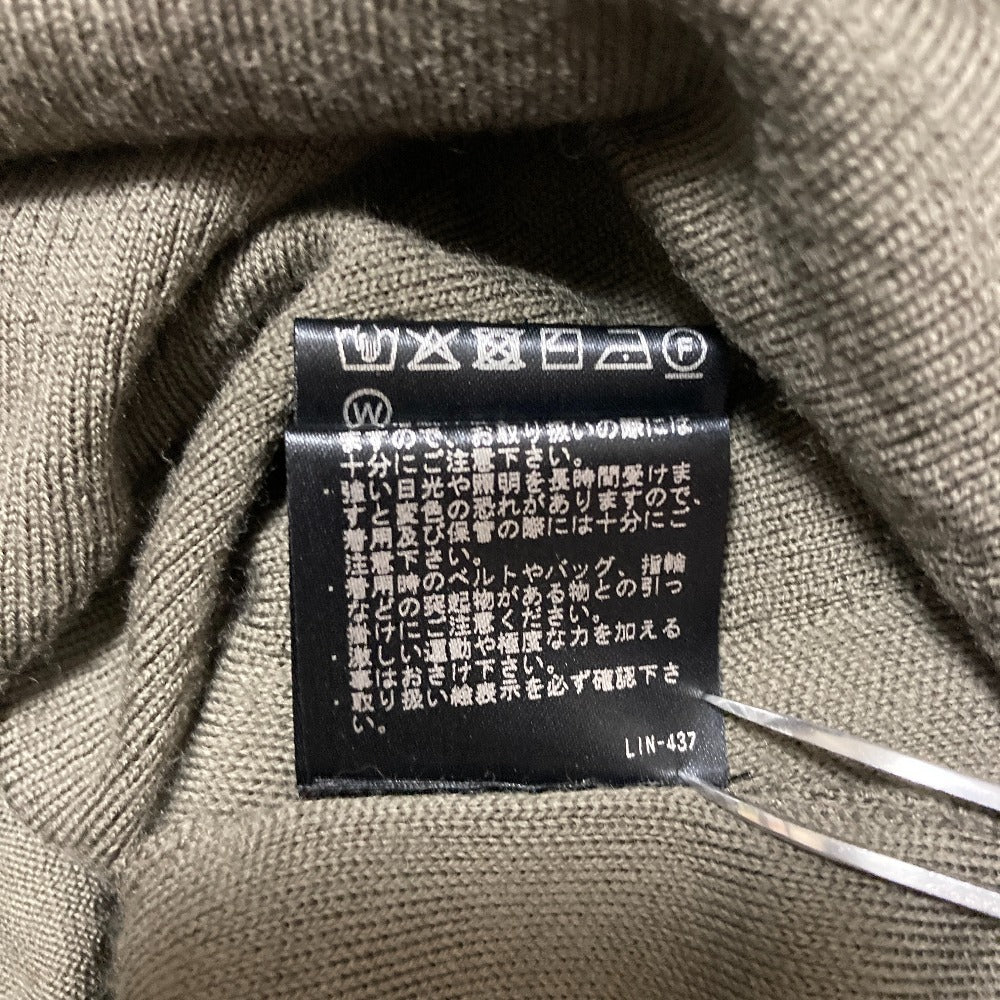 F
W
ますので、お取り扱いの際には
十分にご注意下さい。
強い日光や照明を長時間受けま
すと変色の恐れがありますので、
着用及び保管の際には十分にご
注意下さい。
着用時のベルトやバッグ、指輪
などの突起物がある物との引っ
掛けにご注意ください。
激しい運動や極度な力を加える
事はおさけ下さい。
取り扱い絵表示を必ず確認下さ
い。
LIN-437